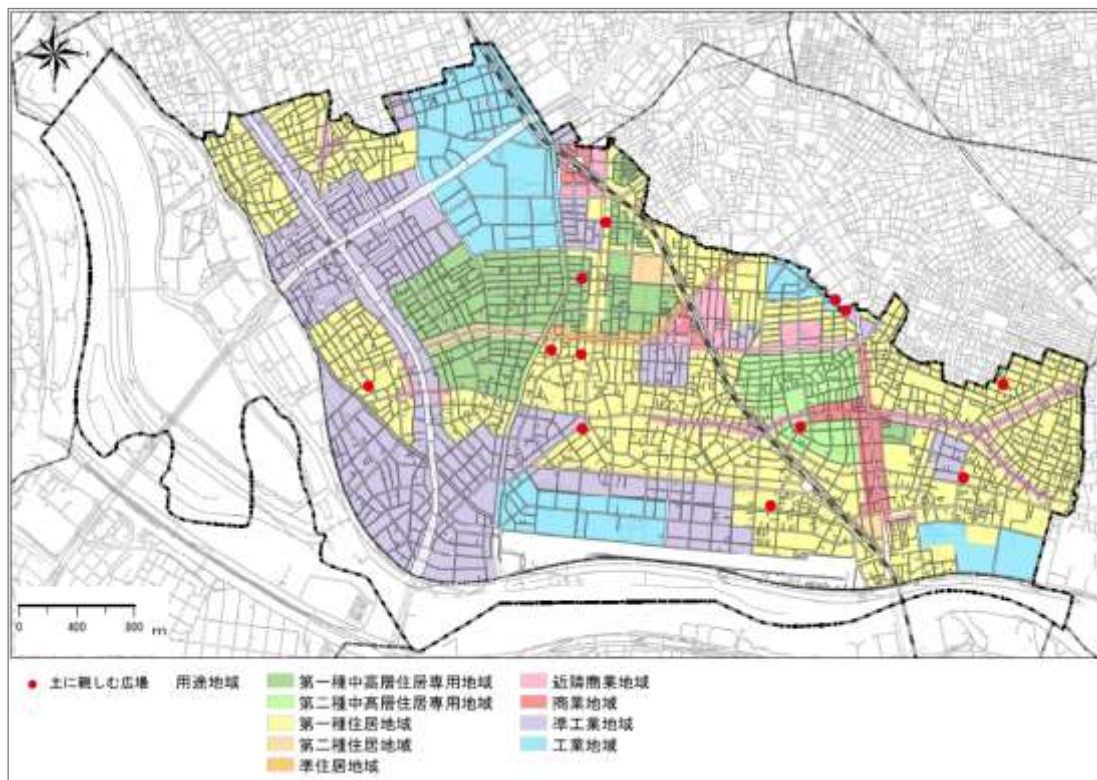 0 400 800 m
土に親しむ広場
用途地域
第一種中高層住居専用地域
第二種中高層住居専用地域
第一種住居地域
第二種住居地域
準住居地域
近隣商業地域
商業地域
準工業地域
工業地域